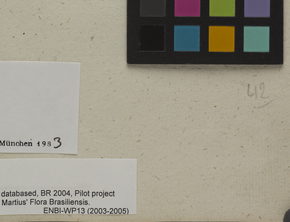 42
München 1983
databased, BR 2004, Pilot project
Martius' Flora Brasiliensis.
ENBI-WP13 (2003-2005)